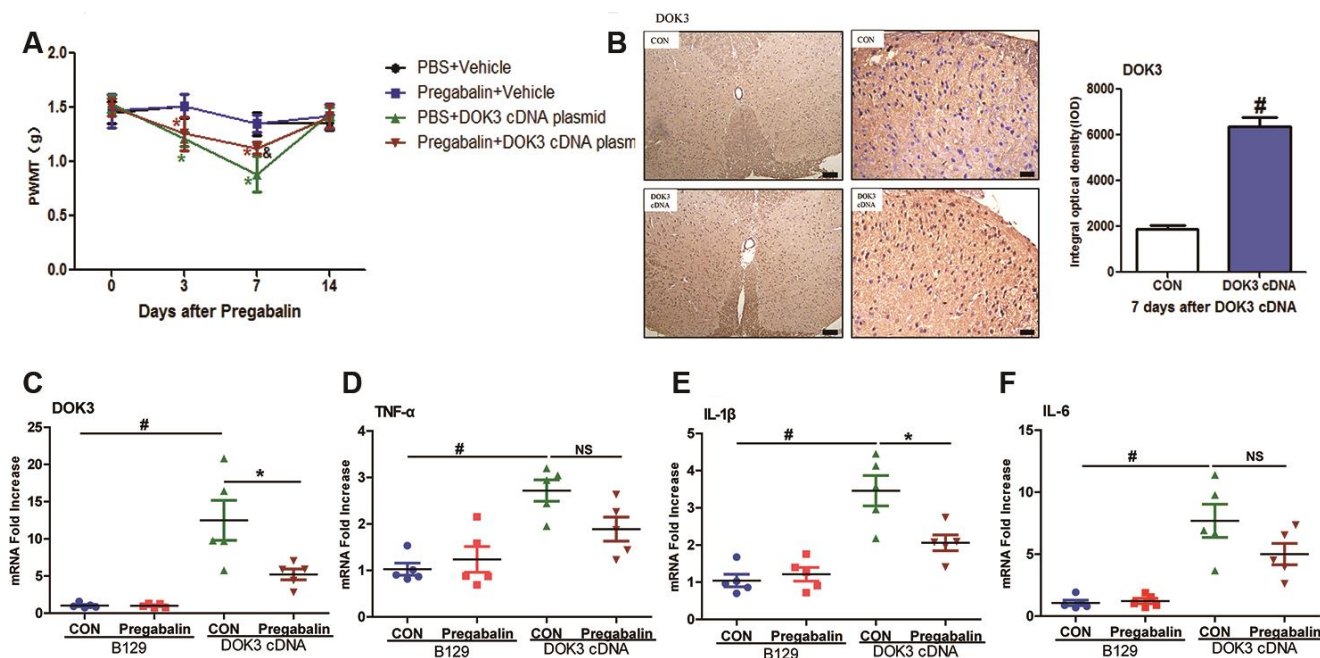 A
2.0
1.5
1.0
0.5
0.0
PWMT (g)
*
*
*
*
&
0 3 7 14
Days after Pregabalin
PBS+Vehicle
Pregabalin+Vehicle
PBS+DOK3 cDNA plasmid
Pregabalin+DOK3 cDNA plasm
B
DOK3
CON
CON
DOK3
cDNA
DOK3
cDNA
DOK3
Integral optical density(IOD)
8000
6000
4000
2000
0
#
CON DOK3 cDNA
7 days after DOK3 cDNA
C
DOK3
mRNA Fold Increase
25
20
15
10
5
0
#
*
CON Pregabalin CON Pregabalin
B129 DOK3 cDNA
D
TNF-α
mRNA Fold Increase
4
3
2
1
0
#
NS
CON Pregabalin CON Pregabalin
B129 DOK3 cDNA
E
IL-1β
mRNA Fold Increase
5
4
3
2
1
0
#
*
CON Pregabalin CON Pregabalin
B129 DOK3 cDNA
F
IL-6
mRNA Fold Increase
15
10
5
0
#
NS
CON Pregabalin CON Pregabalin
B129 DOK3 cDNA